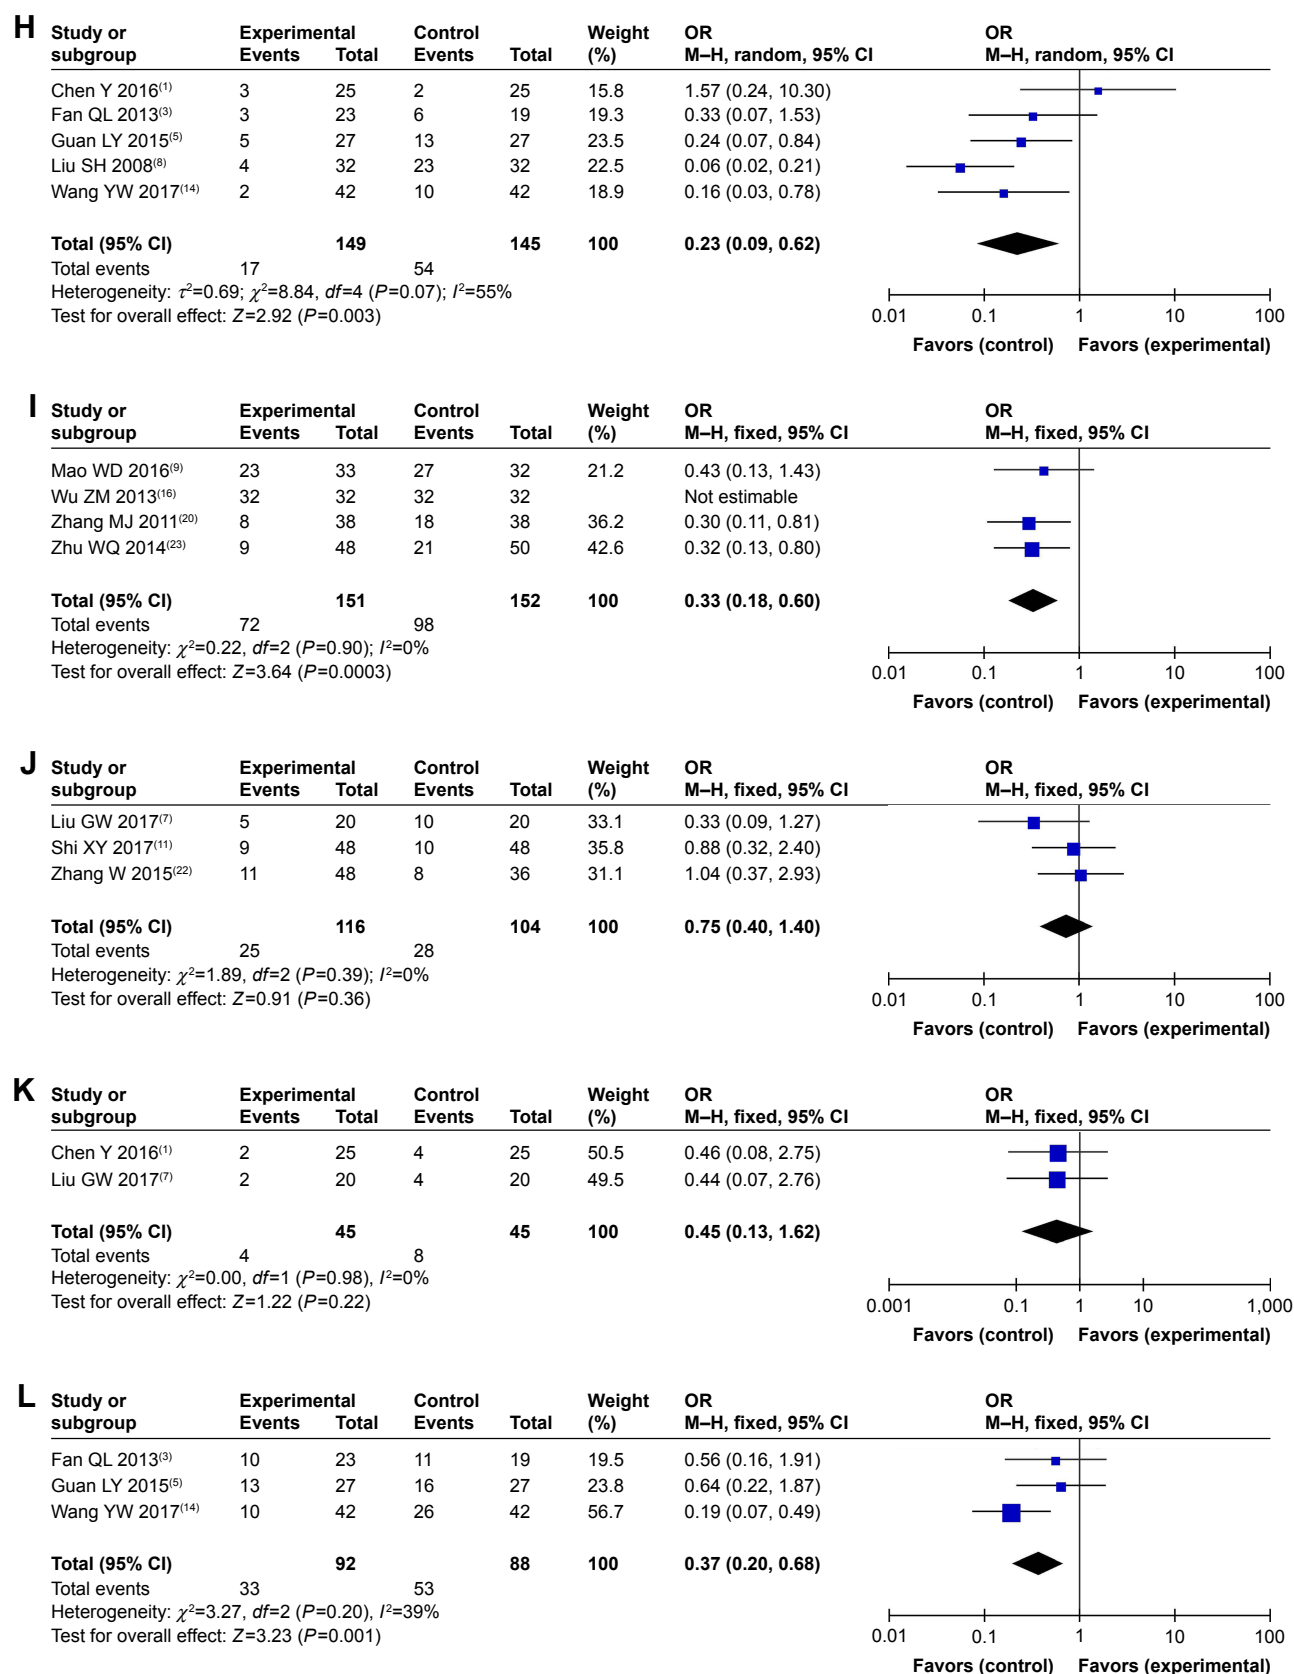 H Study or Experimental Control Weight OR OR
subgroup Events Total Events Total (%) M–H, random, 95% CI M–H, random, 95% CI
Chen Y 2016(1) 3 25 2 25 15.8 1.57 (0.24, 10.30)
Fan QL 2013(3) 3 23 6 19 19.3 0.33 (0.07, 1.53)
Guan LY 2015(5) 5 27 13 27 23.5 0.24 (0.07, 0.84)
Liu SH 2008(8) 4 32 23 32 22.5 0.06 (0.02, 0.21)
Wang YW 2017(14) 2 42 10 42 18.9 0.16 (0.03, 0.78)
Total (95% CI) 149 145 100 0.23 (0.09, 0.62)
Total events 17 54
Heterogeneity: τ²=0.69; χ²=8.84, df=4 (P=0.07); I²=55%
Test for overall effect: Z=2.92 (P=0.003)
0.01 0.1 1 10 100
Favors (control) Favors (experimental)
I Study or Experimental Control Weight OR OR
subgroup Events Total Events Total (%) M–H, fixed, 95% CI M–H, fixed, 95% CI
Mao WD 2016(9) 23 33 27 32 21.2 0.43 (0.13, 1.43)
Wu ZM 2013(16) 32 32 32 32 Not estimable
Zhang MJ 2011(20) 8 38 18 38 36.2 0.30 (0.11, 0.81)
Zhu WQ 2014(23) 9 48 21 50 42.6 0.32 (0.13, 0.80)
Total (95% CI) 151 152 100 0.33 (0.18, 0.60)
Total events 72 98
Heterogeneity: χ²=0.22, df=2 (P=0.90); I²=0%
Test for overall effect: Z=3.64 (P=0.0003)
0.01 0.1 1 10 100
Favors (control) Favors (experimental)
J Study or Experimental Control Weight OR OR
subgroup Events Total Events Total (%) M–H, fixed, 95% CI M–H, fixed, 95% CI
Liu GW 2017(7) 5 20 10 20 33.1 0.33 (0.09, 1.27)
Shi XY 2017(11) 9 48 10 48 35.8 0.88 (0.32, 2.40)
Zhang W 2015(22) 11 48 8 36 31.1 1.04 (0.37, 2.93)
Total (95% CI) 116 104 100 0.75 (0.40, 1.40)
Total events 25 28
Heterogeneity: χ²=1.89, df=2 (P=0.39); I²=0%
Test for overall effect: Z=0.91 (P=0.36)
0.01 0.1 1 10 100
Favors (control) Favors (experimental)
K Study or Experimental Control Weight OR OR
subgroup Events Total Events Total (%) M–H, fixed, 95% CI M–H, fixed, 95% CI
Chen Y 2016(1) 2 25 4 25 50.5 0.46 (0.08, 2.75)
Liu GW 2017(7) 2 20 4 20 49.5 0.44 (0.07, 2.76)
Total (95% CI) 45 45 100 0.45 (0.13, 1.62)
Total events 4 8
Heterogeneity: χ²=0.00, df=1 (P=0.98), I²=0%
Test for overall effect: Z=1.22 (P=0.22)
0.001 0.1 1 10 1,000
Favors (control) Favors (experimental)
L Study or Experimental Control Weight OR OR
subgroup Events Total Events Total (%) M–H, fixed, 95% CI M–H, fixed, 95% CI
Fan QL 2013(3) 10 23 11 19 19.5 0.56 (0.16, 1.91)
Guan LY 2015(5) 13 27 16 27 23.8 0.64 (0.22, 1.87)
Wang YW 2017(14) 10 42 26 42 56.7 0.19 (0.07, 0.49)
Total (95% CI) 92 88 100 0.37 (0.20, 0.68)
Total events 33 53
Heterogeneity: χ²=3.27, df=2 (P=0.20), I²=39%
Test for overall effect: Z=3.23 (P=0.001)
0.01 0.1 1 10 100
Favors (control) Favors (experimental)